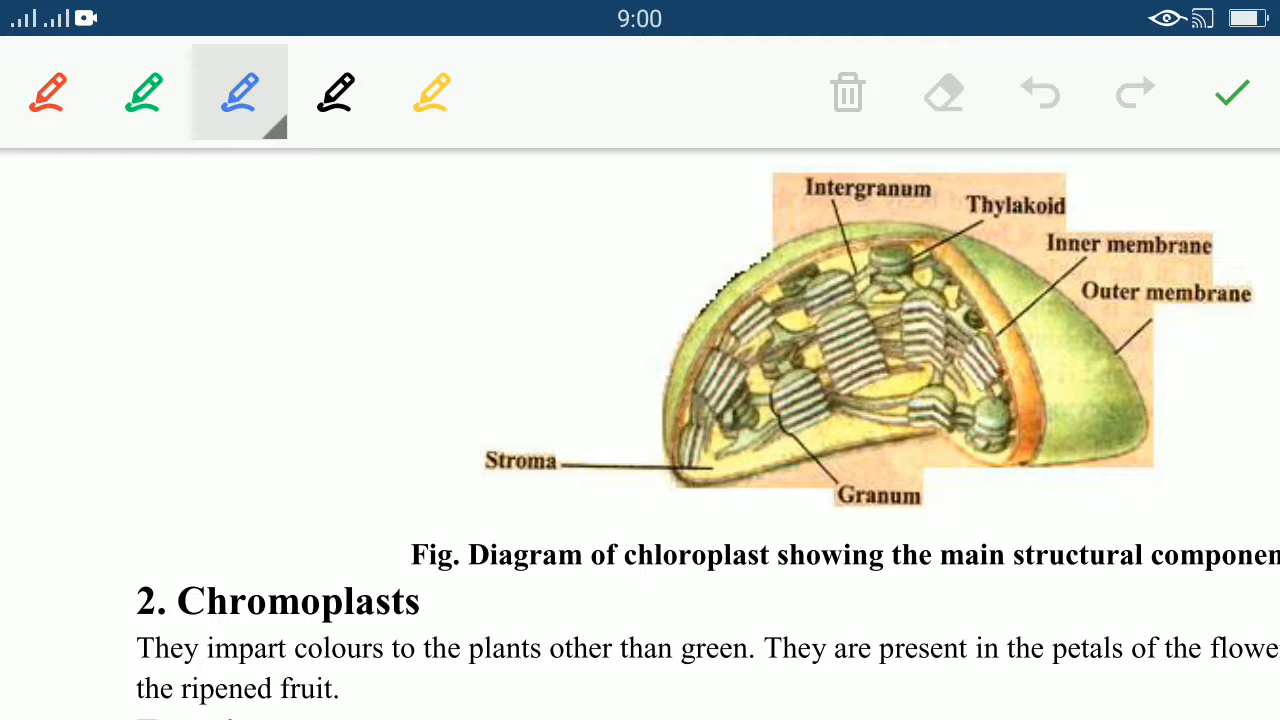 9:00
Intergranum
Thylakoid
Inner membrane
Outer membrane
Stroma
Granum
Fig. Diagram of chloroplast showing the main structural componen
2. Chromoplasts
They impart colours to the plants other than green. They are present in the petals of the flowe
the ripened fruit.